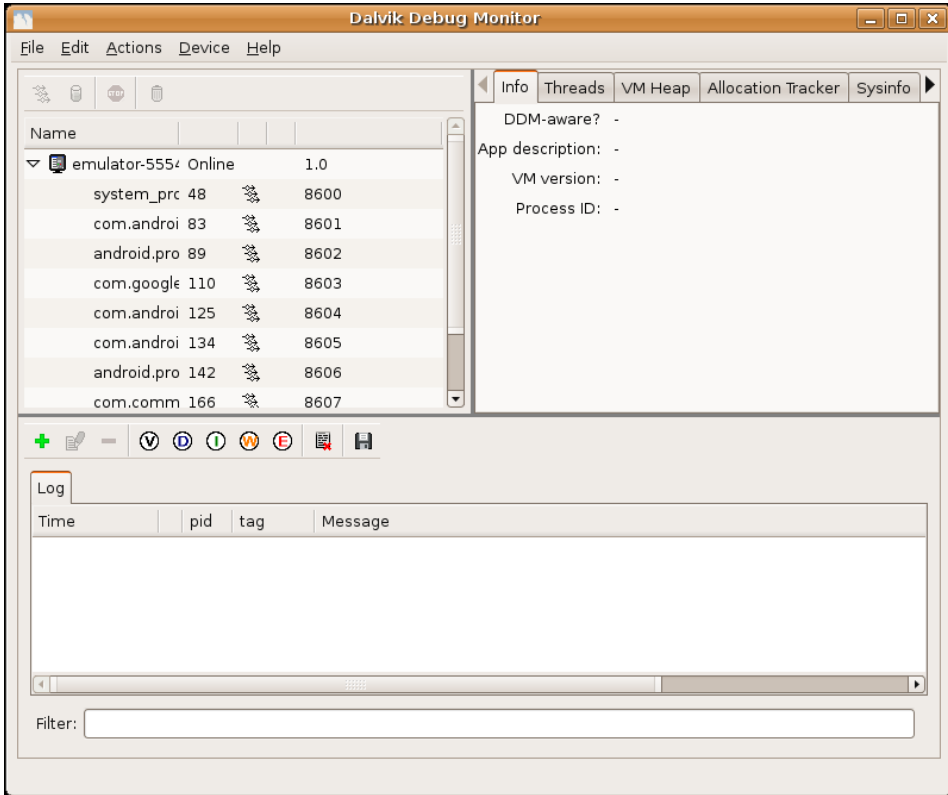 Dalvik Debug Monitor
File Edit Actions Device Help
STOP
Info Threads VM Heap Allocation Tracker Sysinfo
Name
DDM-aware? -
App description: -
VM version: -
Process ID: -
emulator-5554 Online 1.0
system_prc 48 8600
com.androi 83 8601
android.pro 89 8602
com.google 110 8603
com.androi 125 8604
com.androi 134 8605
android.pro 142 8606
com.comm 166 8607
V D I W E
Log
Time pid tag Message
Filter: